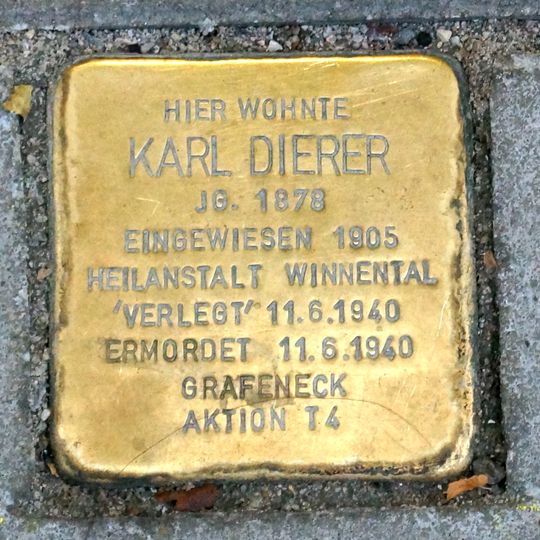 HIER WOHNTE
KARL DIERER
JG. 1878
EINGEWIESEN 1905
HEILANSTALT WINNENTAL
'VERLEGT' 11.6.1940
ERMORDET 11.6.1940
GRAFENECK
AKTION T4